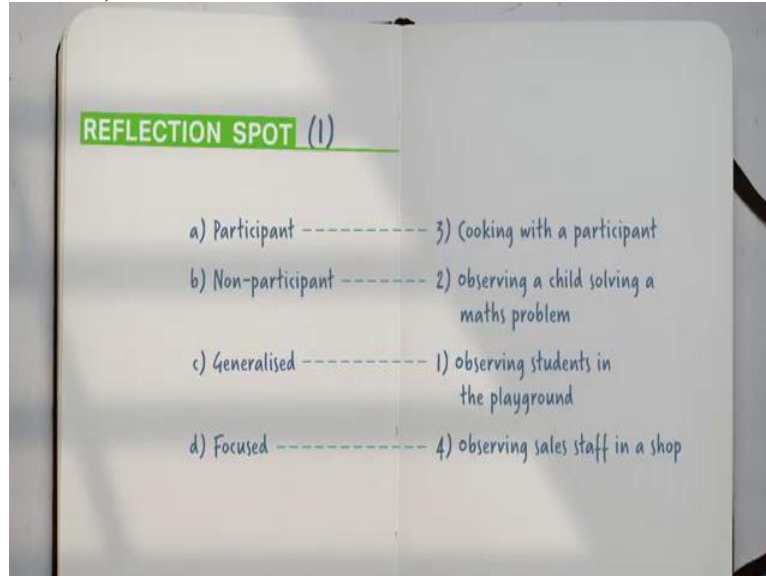 REFLECTION SPOT (1)
a) Participant ------------ 3) Cooking with a participant
b) Non-participant -------- 2) Observing a child solving a
maths problem
c) Generalised ------------ 1) Observing students in
the playground
d) Focused --------------- 4) Observing sales staff in a shop